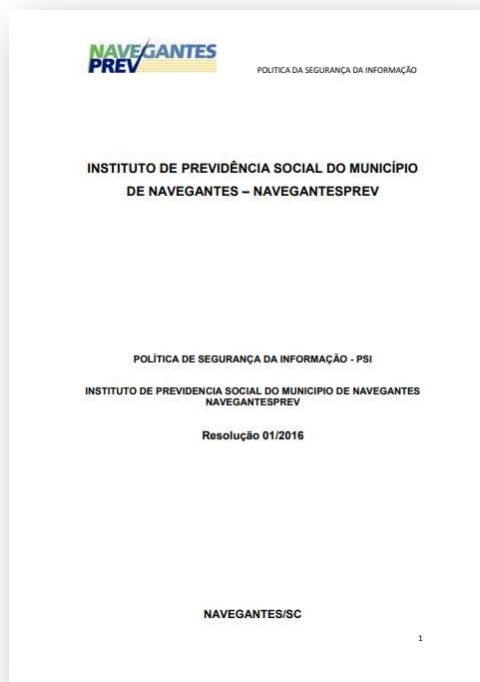 NAVEGANTES
PREV
POLITICA DA SEGURANÇA DA INFORMAÇÃO
INSTITUTO DE PREVIDÊNCIA SOCIAL DO MUNICÍPIO
DE NAVEGANTES – NAVEGANTESPREV
POLÍTICA DE SEGURANÇA DA INFORMAÇÃO - PSI
INSTITUTO DE PREVIDENCIA SOCIAL DO MUNICIPIO DE NAVEGANTES
NAVEGANTESPREV
Resolução 01/2016
NAVEGANTES/SC
1